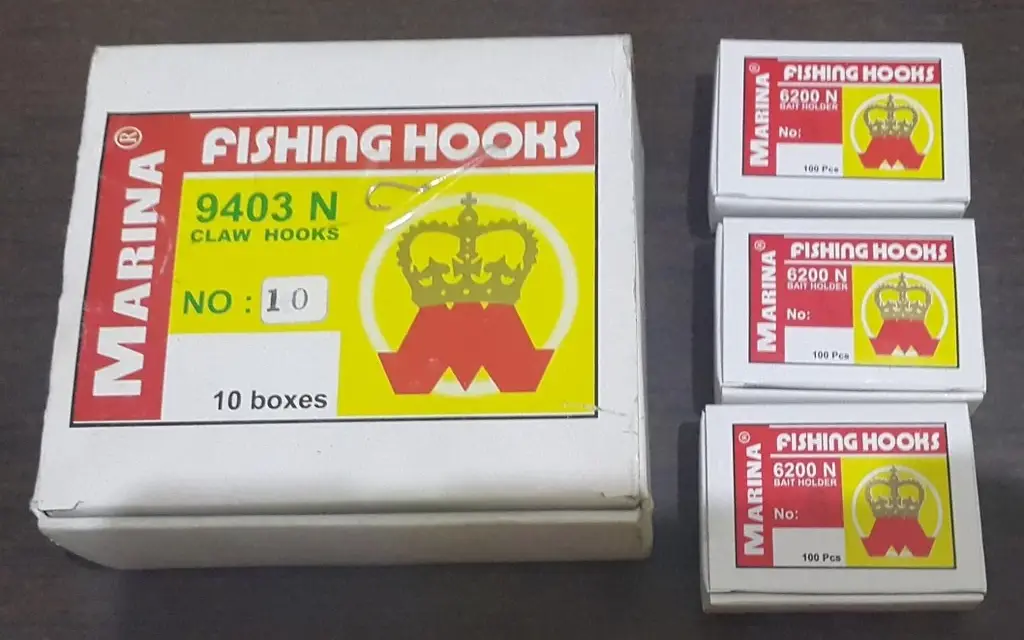 MARINA®
FISHING HOOKS
9403 N
CLAW HOOKS
NO : 10
10 boxes
MARINA®
FISHING HOOKS
6200 N
BAIT HOLDER
No:
100 Pcs
MARINA®
FISHING HOOKS
6200 N
BAIT HOLDER
No:
100 Pcs
MARINA®
FISHING HOOKS
6200 N
BAIT HOLDER
No:
100 Pcs